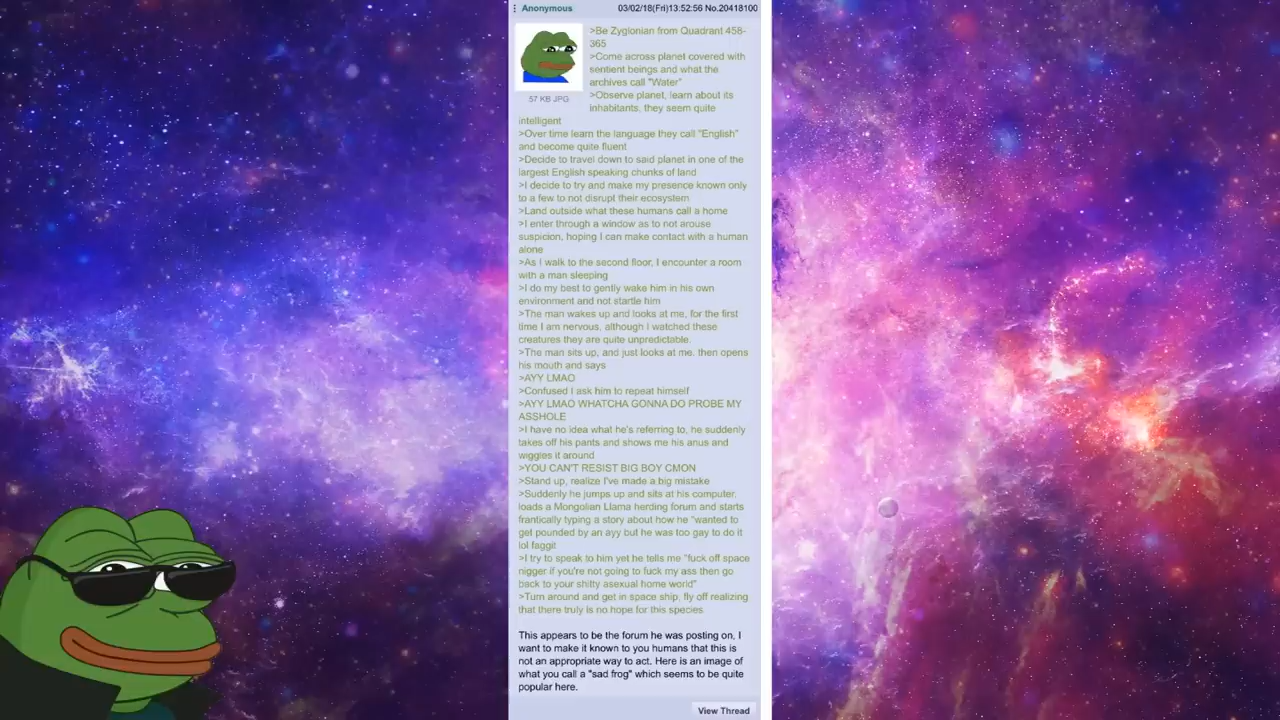 Anonymous 03/02/18(Fri)13:52:56 No.20418100
>Be Zygionian from Quadrant 458-
365
>Come across planet covered with
sentient beings and what the
archives call "Water"
>Observe planet, learn about its
inhabitants, they seem quite
57 KB JPG
intelligent
>Over time learn the language they call "English"
and become quite fluent
>Decide to travel down to said planet in one of the
largest English speaking chunks of land
>I decide to try and make my presence known only
to a few to not disrupt their ecosystem
>Land outside what these humans call a home
>I enter through a window as to not arouse
suspicion, hoping I can make contact with a human
alone
>As I walk to the second floor, I encounter a room
with a man sleeping
>I do my best to gently wake him in his own
environment and not startle him
>The man wakes up and looks at me, for the first
time I am nervous, although I watched these
creatures they are quite unpredictable.
>The man sits up, and just looks at me. then opens
his mouth and says
>AYY LMAO
>Confused I ask him to repeat himself
>AYY LMAO WHATCHA GONNA DO PROBE MY
ASSHOLE
>I have no idea what he's referring to, he suddenly
takes off his pants and shows me his anus and
wiggles it around
>YOU CAN'T RESIST BIG BOY CMON
>Stand up, realize I've made a big mistake
>Suddenly he jumps up and sits at his computer,
loads a Mongolian Llama herding forum and starts
frantically typing a story about how he "wanted to
get pounded by an ayy but he was too gay to do it
lol faggit
>I try to speak to him yet he tells me "fuck off space
nigger if you're not going to fuck my ass then go
back to your shitty asexual home world"
>Turn around and get in space ship, fly off realizing
that there truly is no hope for this species
This appears to be the forum he was posting on, I
want to make it known to you humans that this is
not an appropriate way to act. Here is an image of
what you call a "sad frog" which seems to be quite
popular here.
View Thread